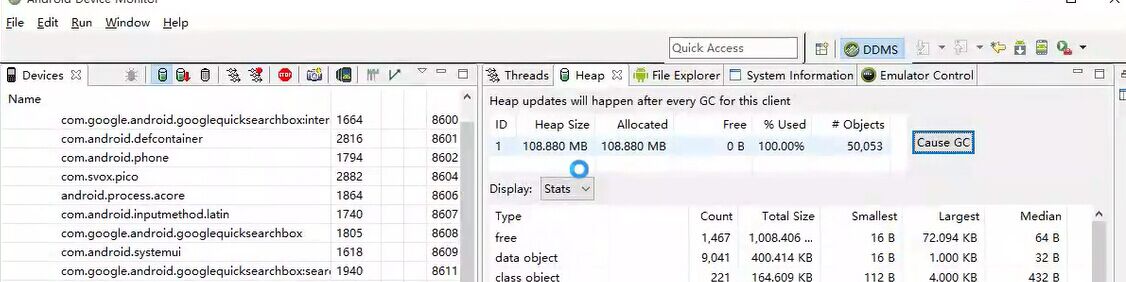 Android Device Monitor
File Edit Run Window Help
Quick Access DDMS
Devices
Name
com.google.android.googlequicksearchbox:inter 1664 8600
com.android.defcontainer 2816 8601
com.android.phone 1794 8602
com.svox.pico 2882 8604
android.process.acore 1864 8606
com.android.inputmethod.latin 1740 8607
com.google.android.googlequicksearchbox 1805 8608
com.android.systemui 1618 8609
com.google.android.googlequicksearchbox:sear 1940 8611
Threads Heap File Explorer System Information Emulator Control
Heap updates will happen after every GC for this client
ID Heap Size Allocated Free % Used # Objects
1 108.880 MB 108.880 MB 0 B 100.00% 50,053
Cause GC
Display: Stats
Type Count Total Size Smallest Largest Median
free 1,467 1,008.406 ... 16 B 72.094 KB 64 B
data object 9,041 400.414 KB 16 B 1.000 KB 32 B
class object 221 164.609 KB 112 B 4.000 KB 432 B